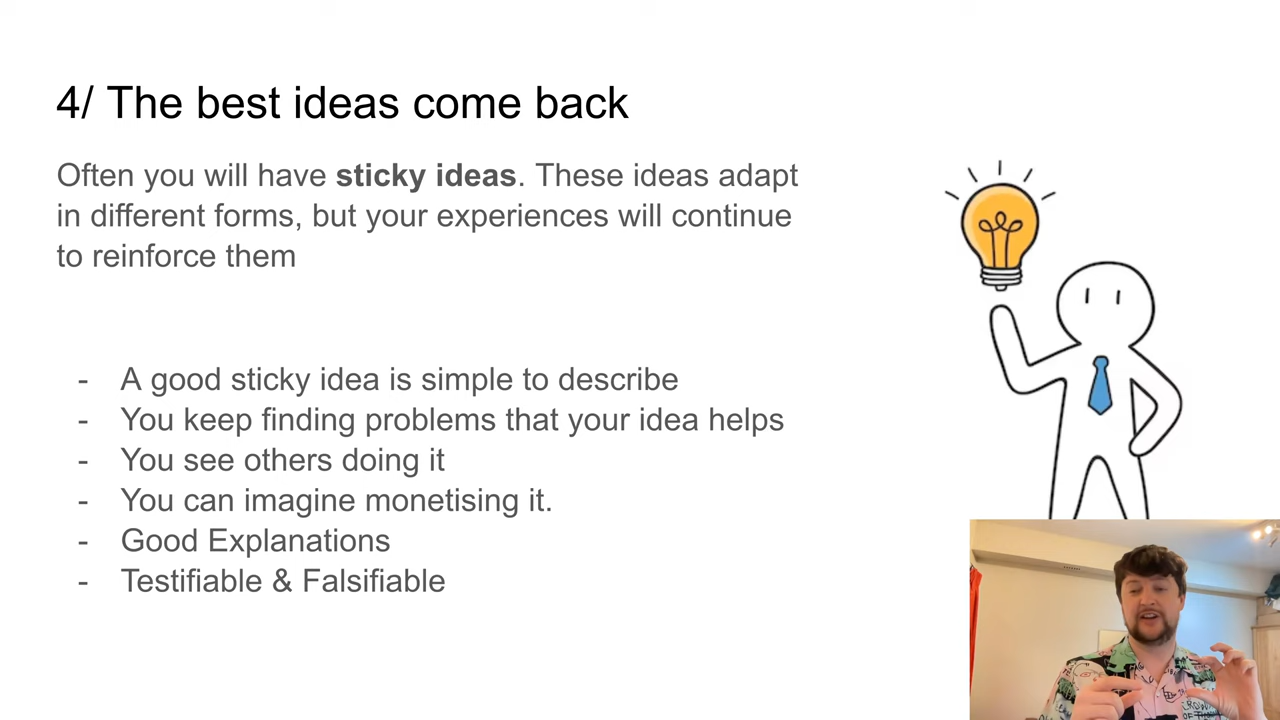 4/ The best ideas come back
Often you will have sticky ideas. These ideas adapt
in different forms, but your experiences will continue
to reinforce them
- A good sticky idea is simple to describe
- You keep finding problems that your idea helps
- You see others doing it
- You can imagine monetising it.
- Good Explanations
- Testifiable & Falsifiable